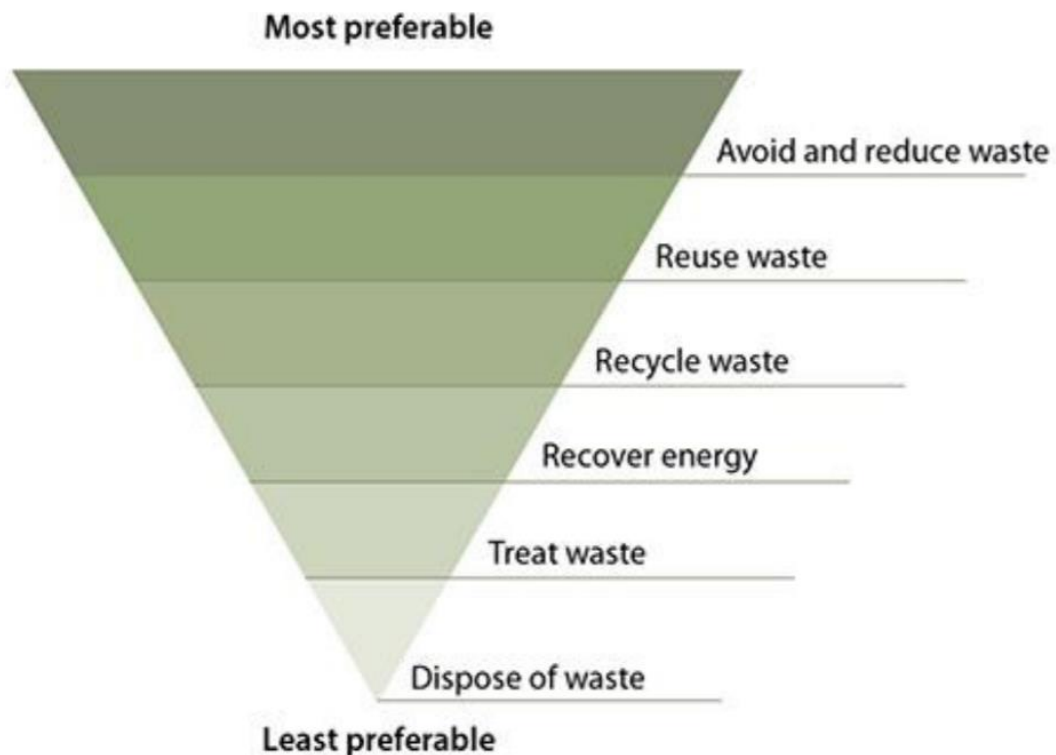 Most preferable
Avoid and reduce waste
Reuse waste
Recycle waste
Recover energy
Treat waste
Dispose of waste
Least preferable